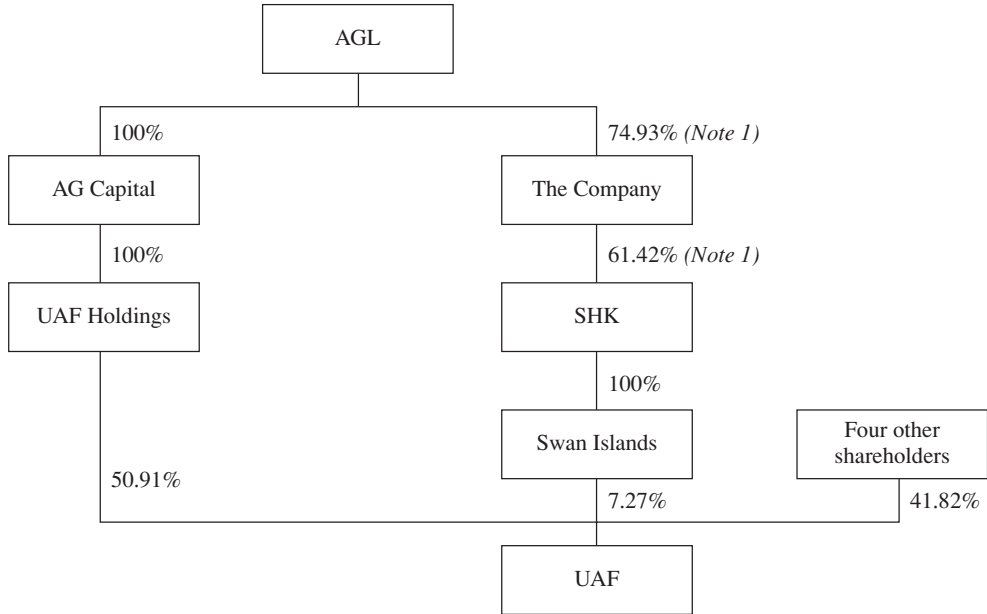 AGL
100%
74.93% (Note 1)
AG Capital
The Company
100%
61.42% (Note 1)
UAF Holdings
SHK
100%
Swan Islands
Four other
shareholders
50.91%
7.27%
41.82%
UAF